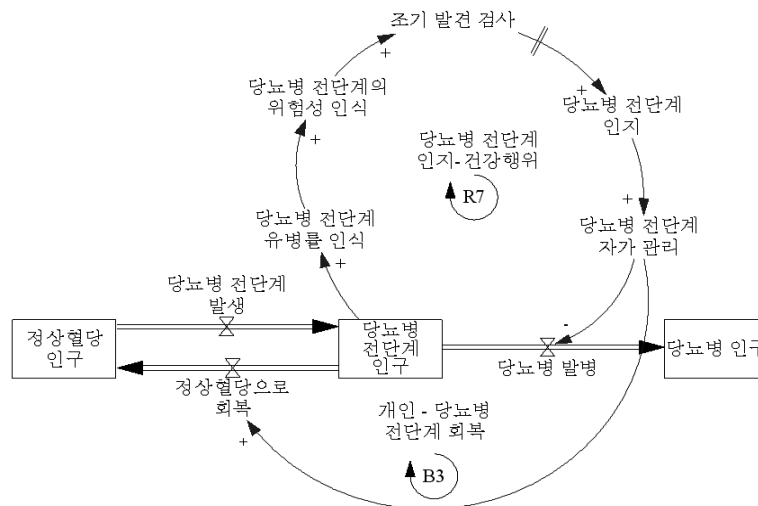 조기 발견 검사
+
당뇨병 전단계의
위험성 인식
+
당뇨병 전단계
인지
+
당뇨병 전단계
인지- 건강행위
R7
+
당뇨병 전단계
유병률 인식
당뇨병 전단계
자가 관리
+
당뇨병 전단계
발생
정상혈당
인구
당뇨병
전단계
인구
-
당뇨병 발병
당뇨병 인구
정상혈당으로
회복
+
개인 - 당뇨병
전단계 회복
B3